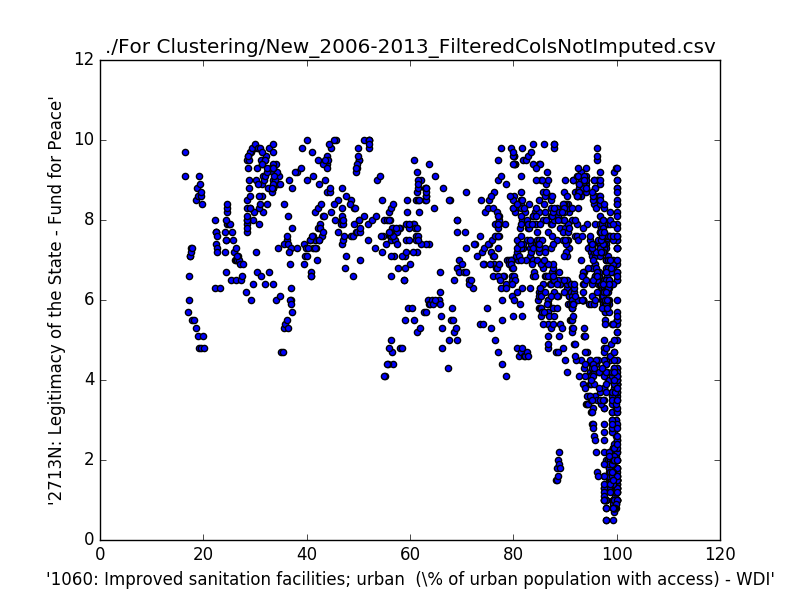 ./For Clustering/New_2006-2013_FilteredColsNotImputed.csv
12
10
8
6
4
2
0
'2713N: Legitimacy of the State - Fund for Peace'
0 20 40 60 80 100 120
'1060: Improved sanitation facilities; urban  (\% of urban population with access) - WDI'